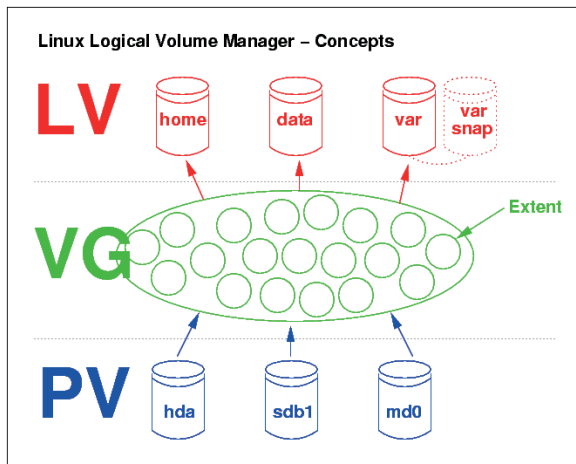 Linux Logical Volume Manager – Concepts
LV
home
data
var
var
snap
VG
Extent
PV
hda
sdb1
md0